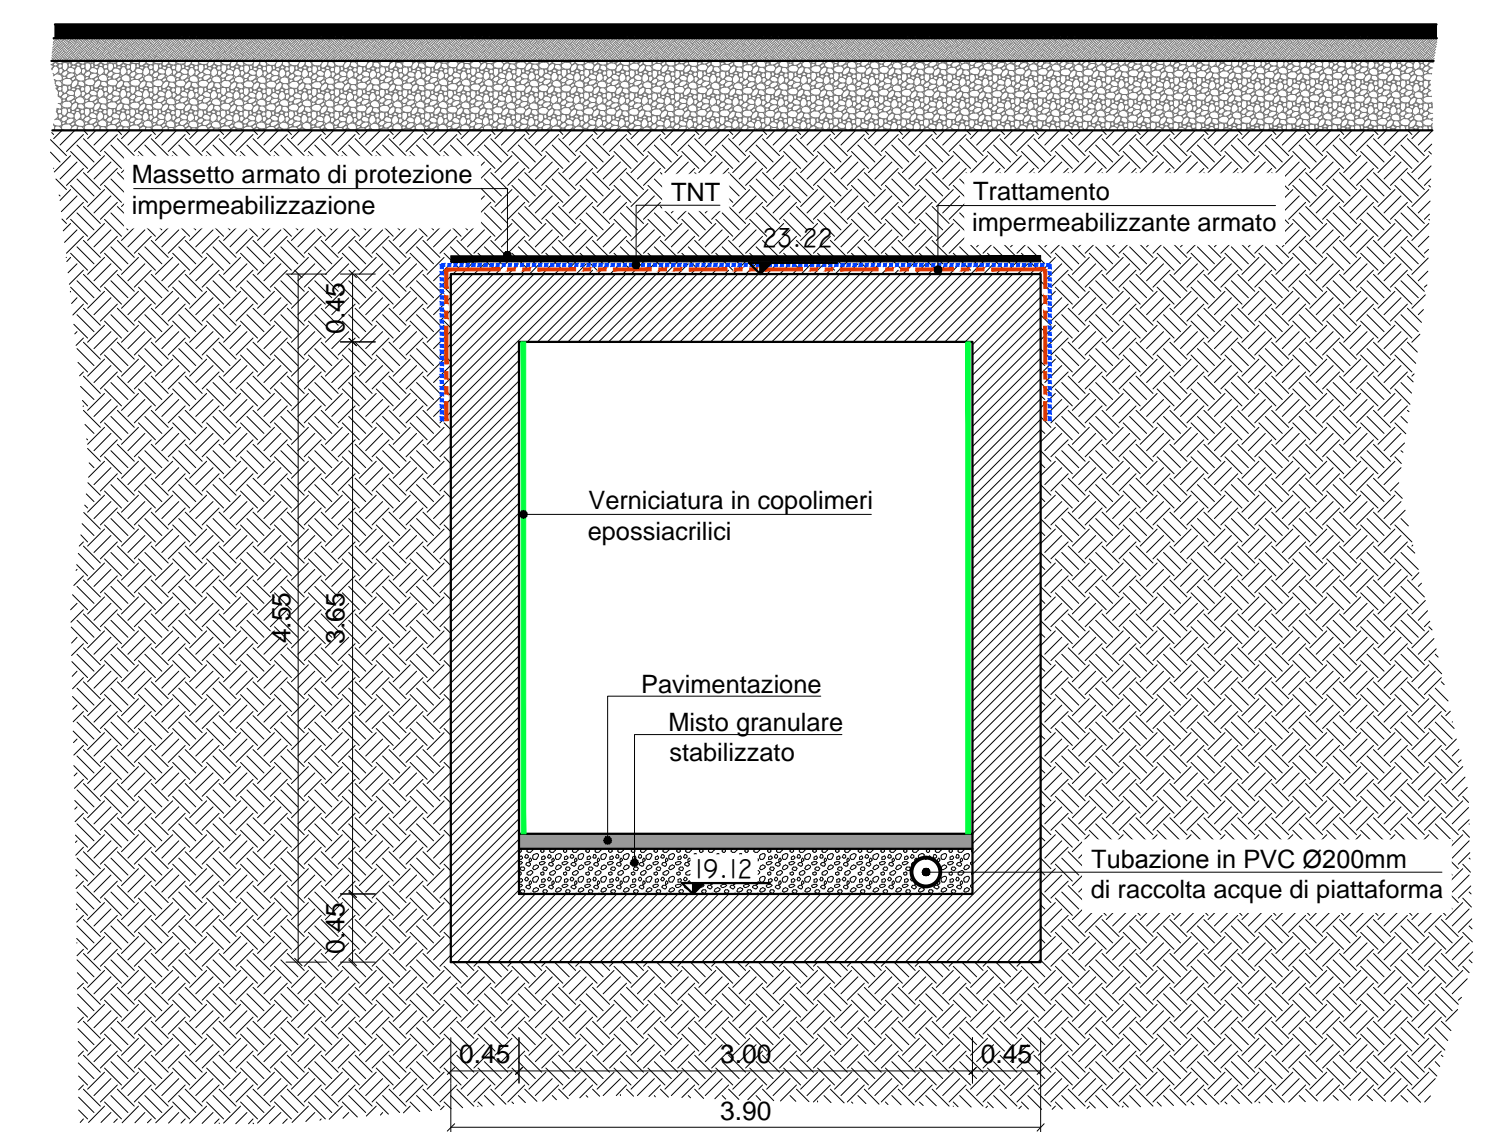 Massetto armato di protezione
impermeabilizzazione
TNT
Trattamento
impermeabilizzante armato
23.22
0.45
Verniciatura in copolimeri
epossiacrilici
4.55
3.65
Pavimentazione
Misto granulare
stabilizzato
19.12
Tubazione in PVC Ø200mm
di raccolta acque di piattaforma
0.45
0.45
3.00
0.45
3.90